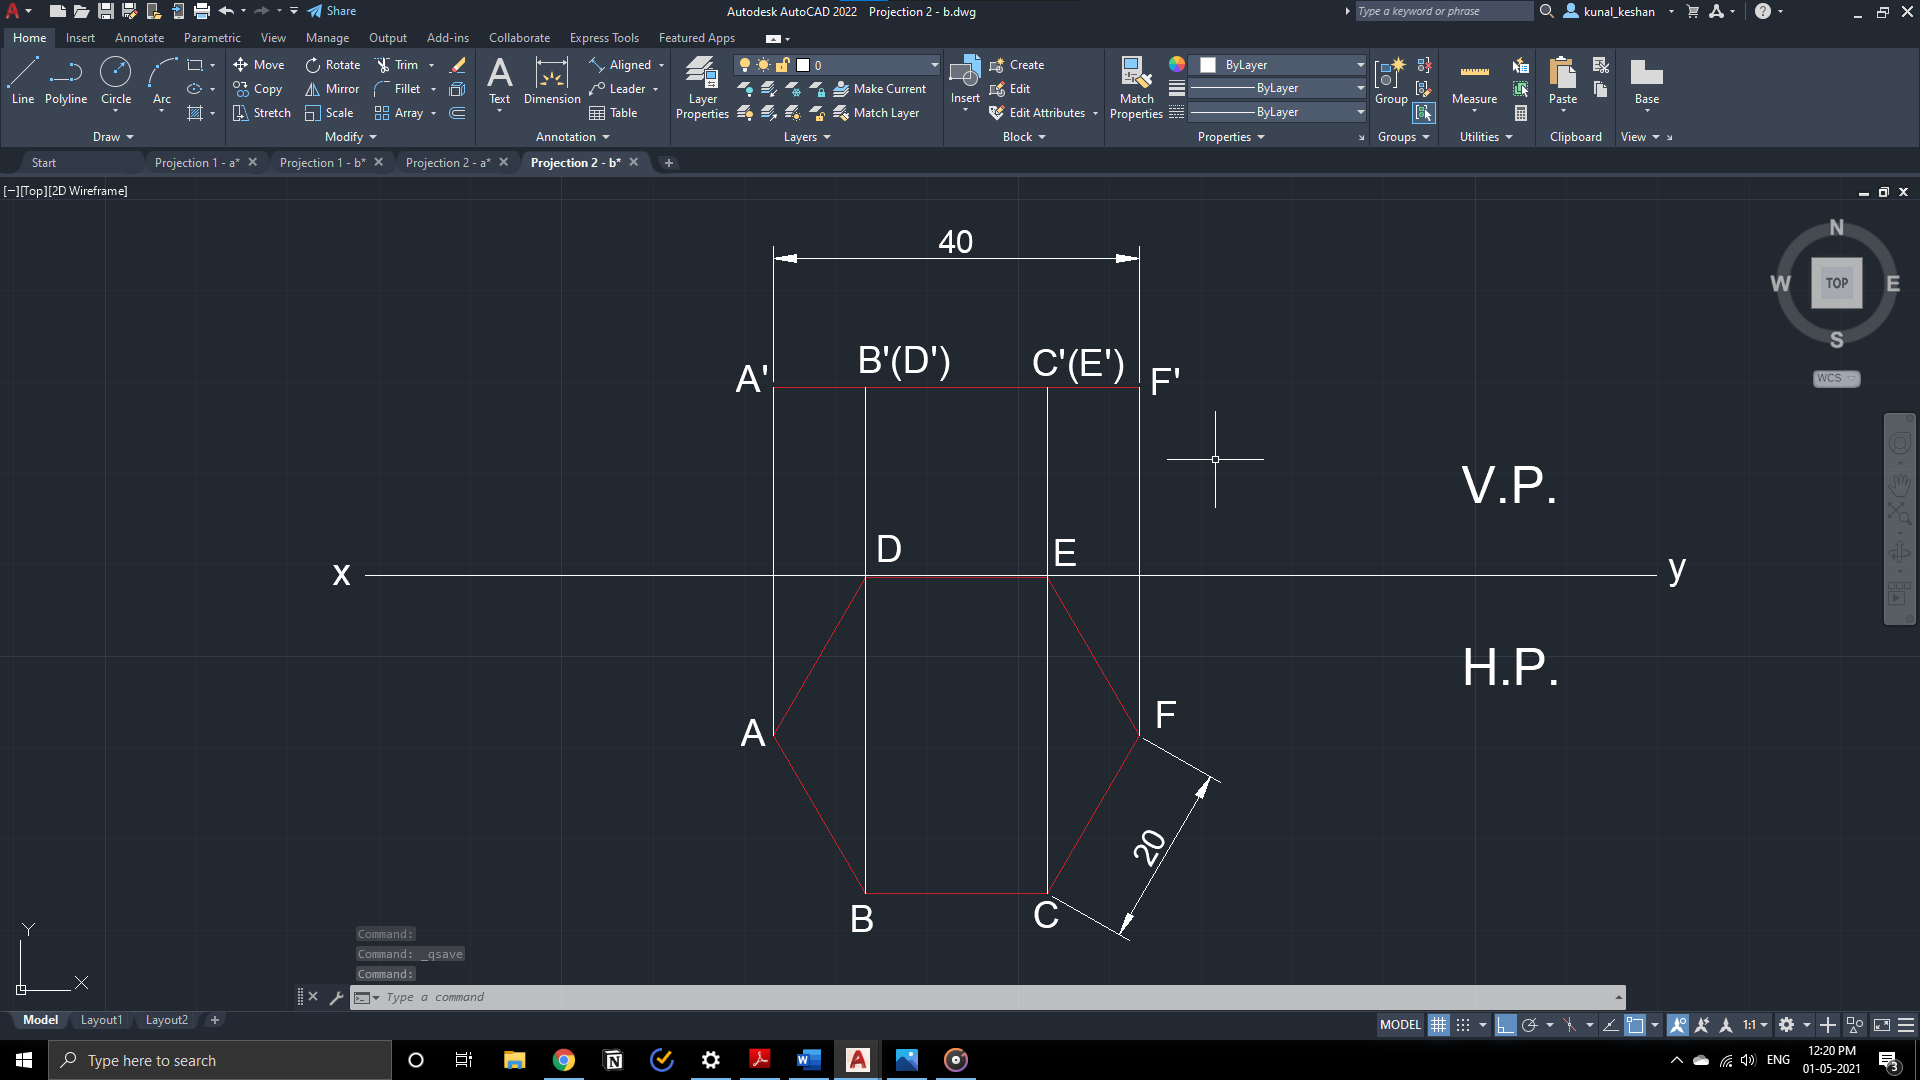 Share
Autodesk AutoCAD 2022 Projection 2 - b.dwg
Type a keyword or phrase
kunal_keshan
Home Insert Annotate Parametric View Manage Output Add-ins Collaborate Express Tools Featured Apps
Line Polyline Circle Arc
Draw
Move Rotate Trim
Copy Mirror Fillet
Stretch Scale Array
Modify
Text Dimension
Aligned
Leader
Table
Annotation
Layer Properties
0
Make Current
Match Layer
Layers
Insert
Create
Edit
Edit Attributes
Block
Match Properties
ByLayer
ByLayer
ByLayer
Properties
Group
Groups
Measure
Utilities
Paste
Clipboard
Base
View
Start Projection 1 - a* Projection 1 - b* Projection 2 - a* Projection 2 - b*
[−][Top][2D Wireframe]
40
A' B'(D') C'(E') F'
V.P.
D E
x y
H.P.
A F
20
B C
N
W TOP E
S
WCS
Y
X
Command:
Command: _qsave
Command:
Type a command
Model Layout1 Layout2
MODEL
1:1
Type here to search
ENG
12:20 PM
01-05-2021
3